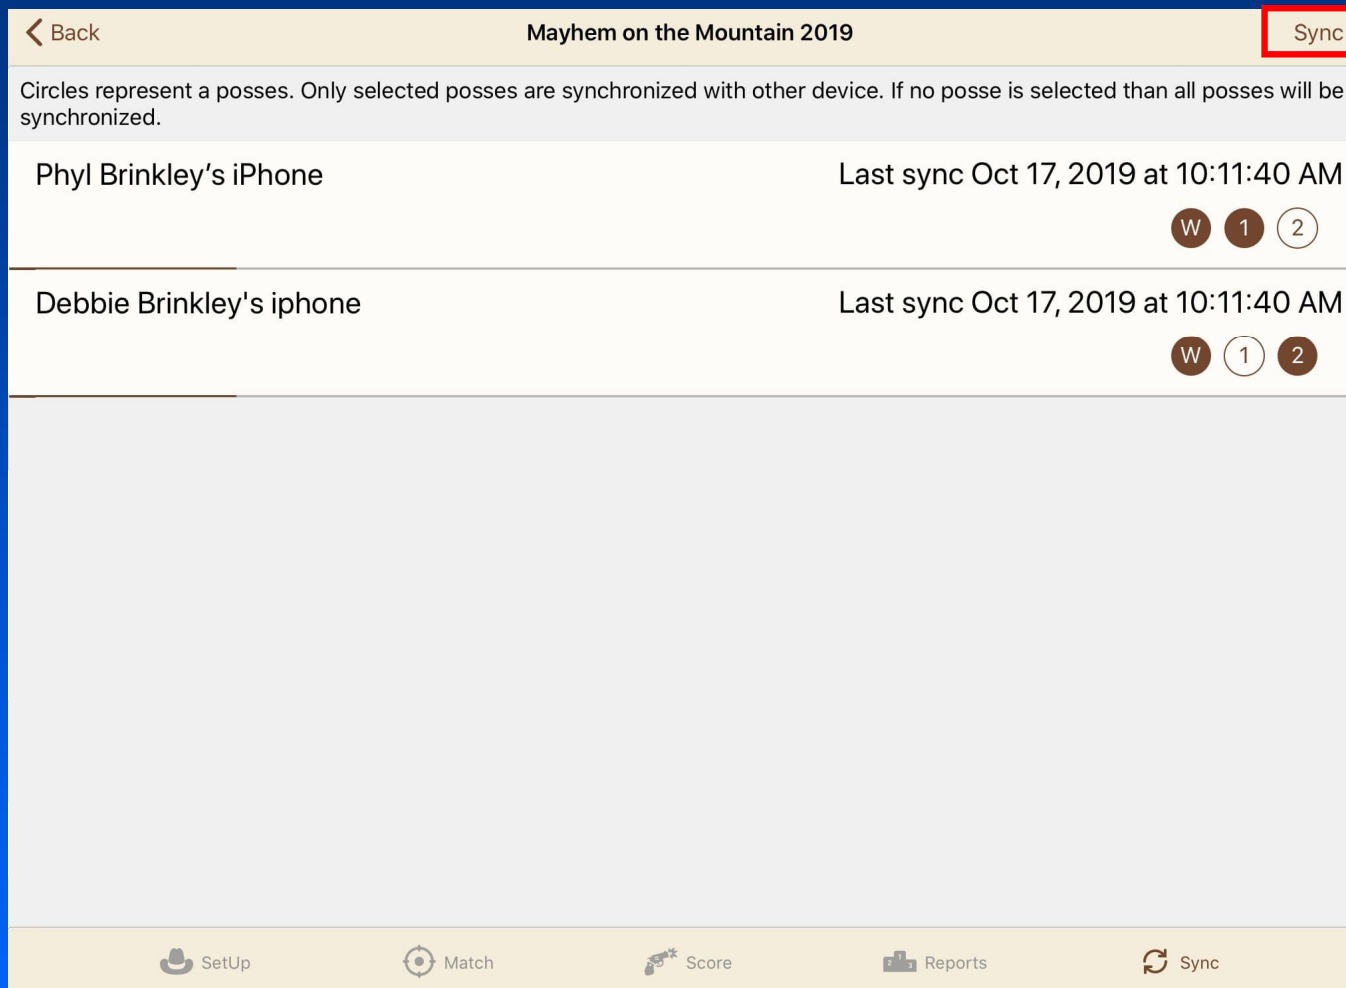 Back
Mayhem on the Mountain 2019
Sync
Circles represent a posses. Only selected posses are synchronized with other device. If no posse is selected than all posses will be
synchronized.
Phyl Brinkley’s iPhone
Last sync Oct 17, 2019 at 10:11:40 AM
W 1 2
Debbie Brinkley's iphone
Last sync Oct 17, 2019 at 10:11:40 AM
W 1 2
SetUp
Match
Score
2 1 3
Reports
Sync